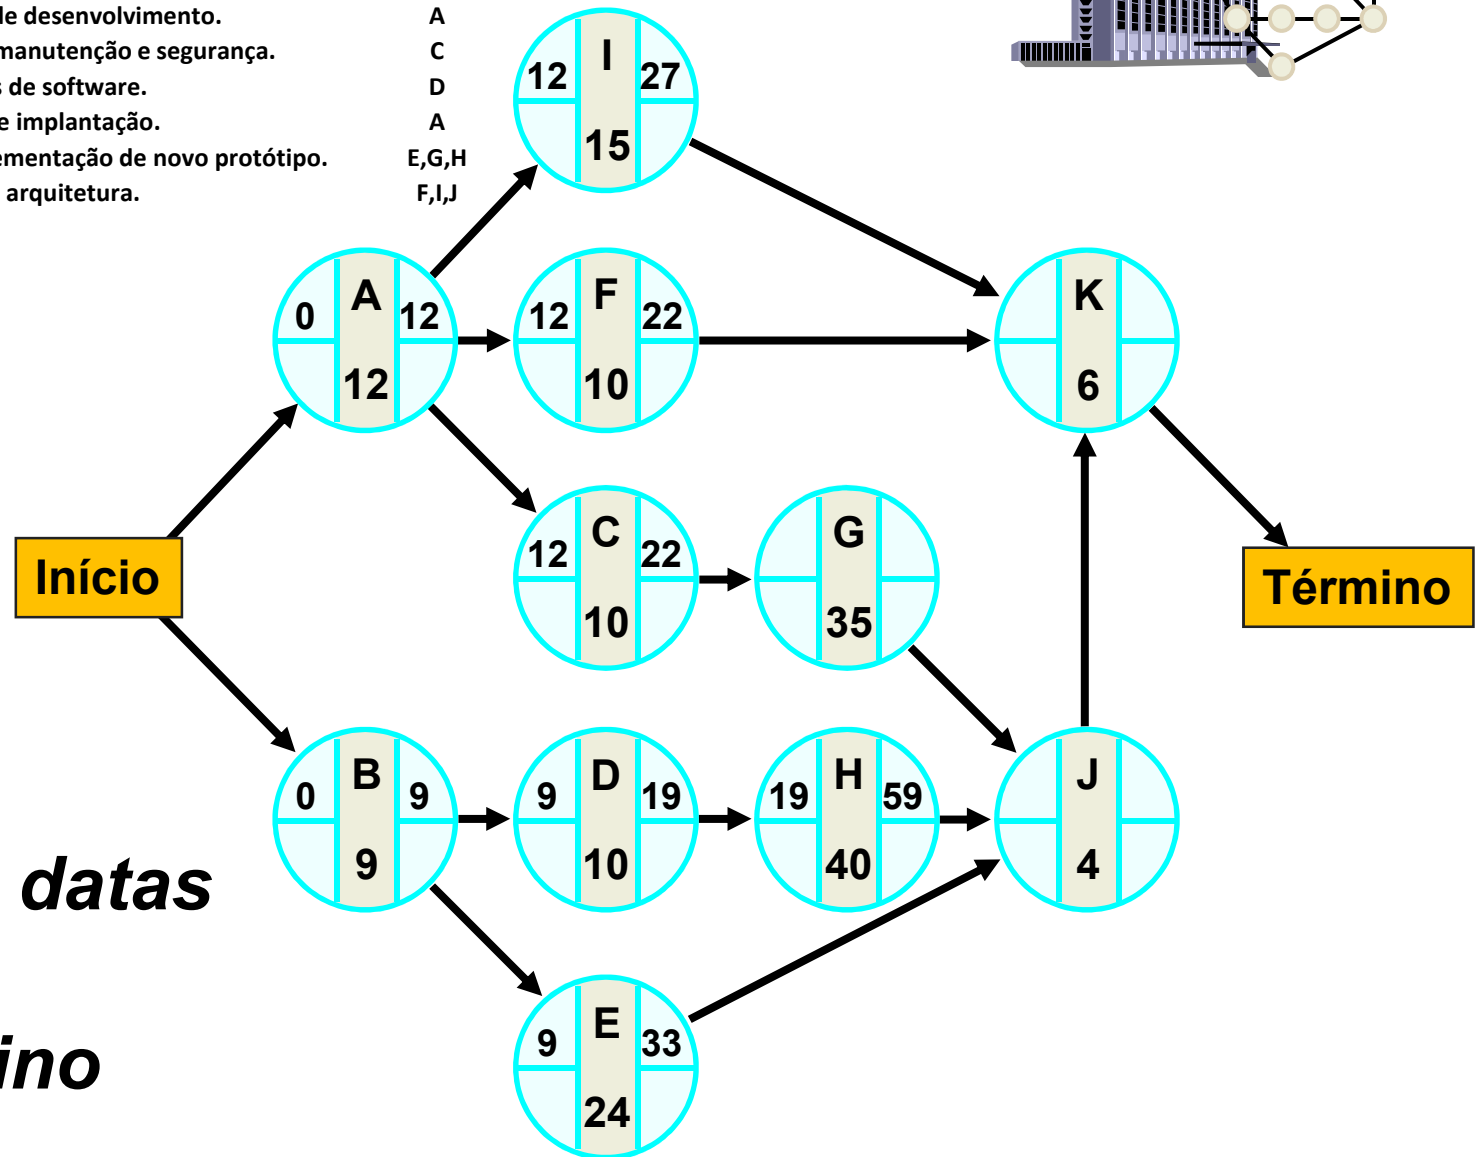 de desenvolvimento. A
manutenção e segurança. C
s de software. D
e implantação. A
ementação de novo protótipo. E,G,H
arquitetura. F,I,J
I
12 27
15
A
0 12
12
F
12 22
10
K
6
C
12 22
10
G
35
Início
Término
B
0 9
9
D
9 19
10
H
19 59
40
J
4
datas
E
9 33
24
ino